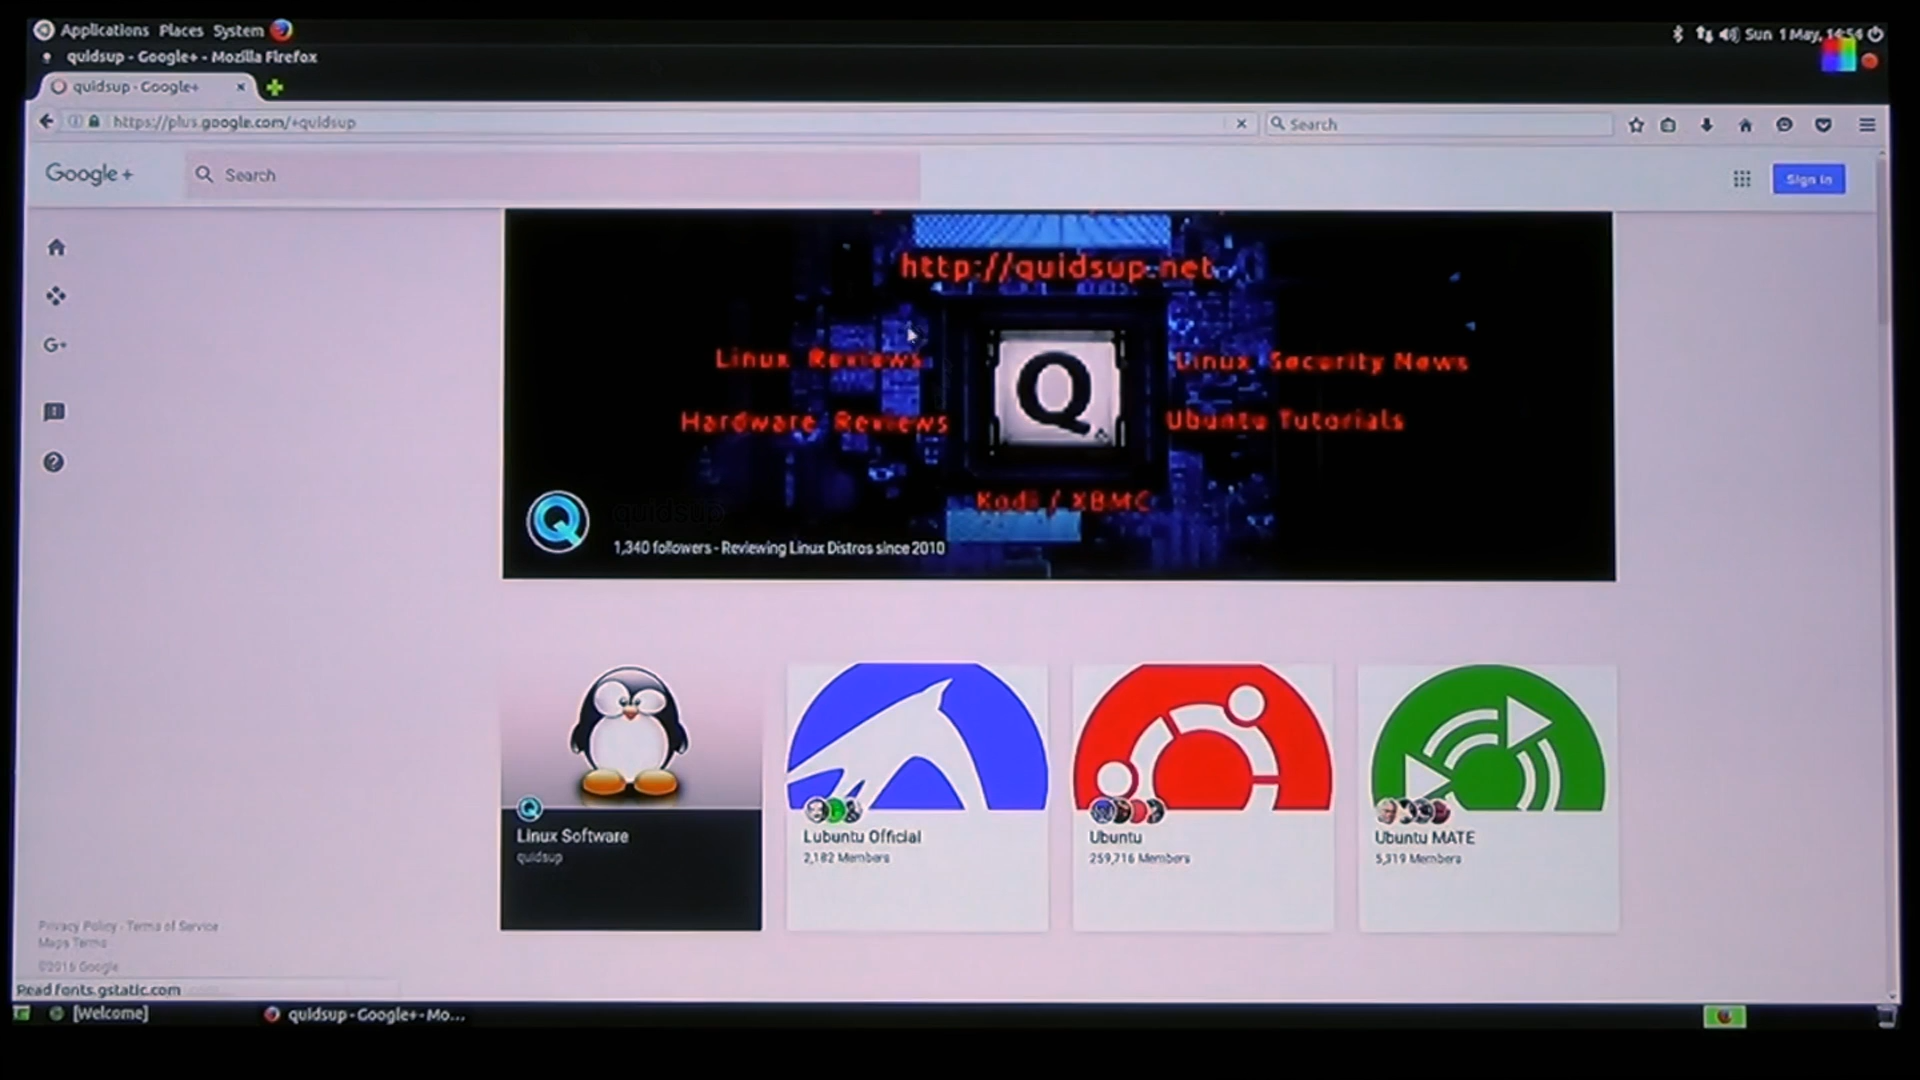 Applications Places System
Sun 1 May, 14:54
quidsup - Google+ - Mozilla Firefox
quidsup - Google+
https://plus.google.com/+quidsup
Search
Google+
Search
Sign in
G+
http://quidsup.net
Linux Reviews
Linux Security News
Q
Hardware Reviews
Ubuntu Tutorials
Kodi / XBMC
quidsup
1,340 followers - Reviewing Linux Distros since 2010
Linux Software
quidsup
Lubuntu Official
2,182 Members
Ubuntu
259,716 Members
Ubuntu MATE
5,319 Members
Privacy Policy - Terms of Service
Maps Terms
©2016 Google
Read fonts.gstatic.com
[Welcome]
quidsup - Google+ - Mo...